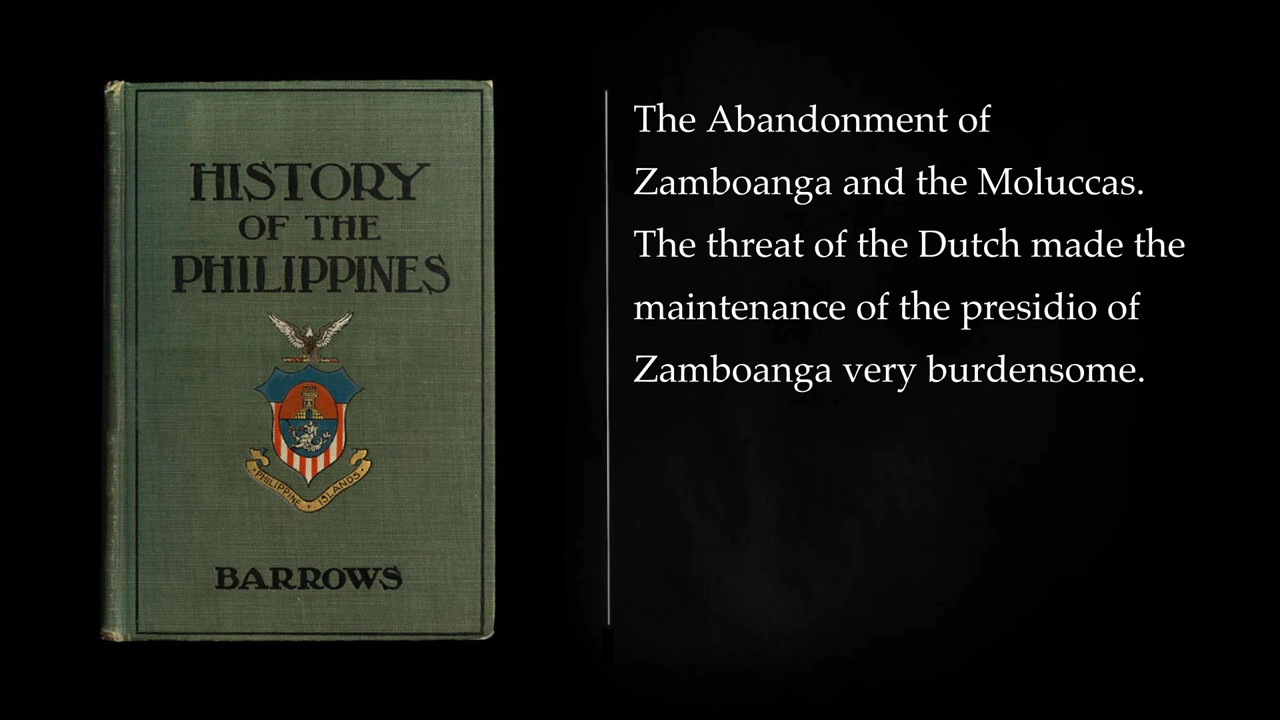 HISTORY
OF THE
PHILIPPINES
PHILIPPINE ISLANDS
BARROWS
The Abandonment of
Zamboanga and the Moluccas.
The threat of the Dutch made the
maintenance of the presidio of
Zamboanga very burdensome.